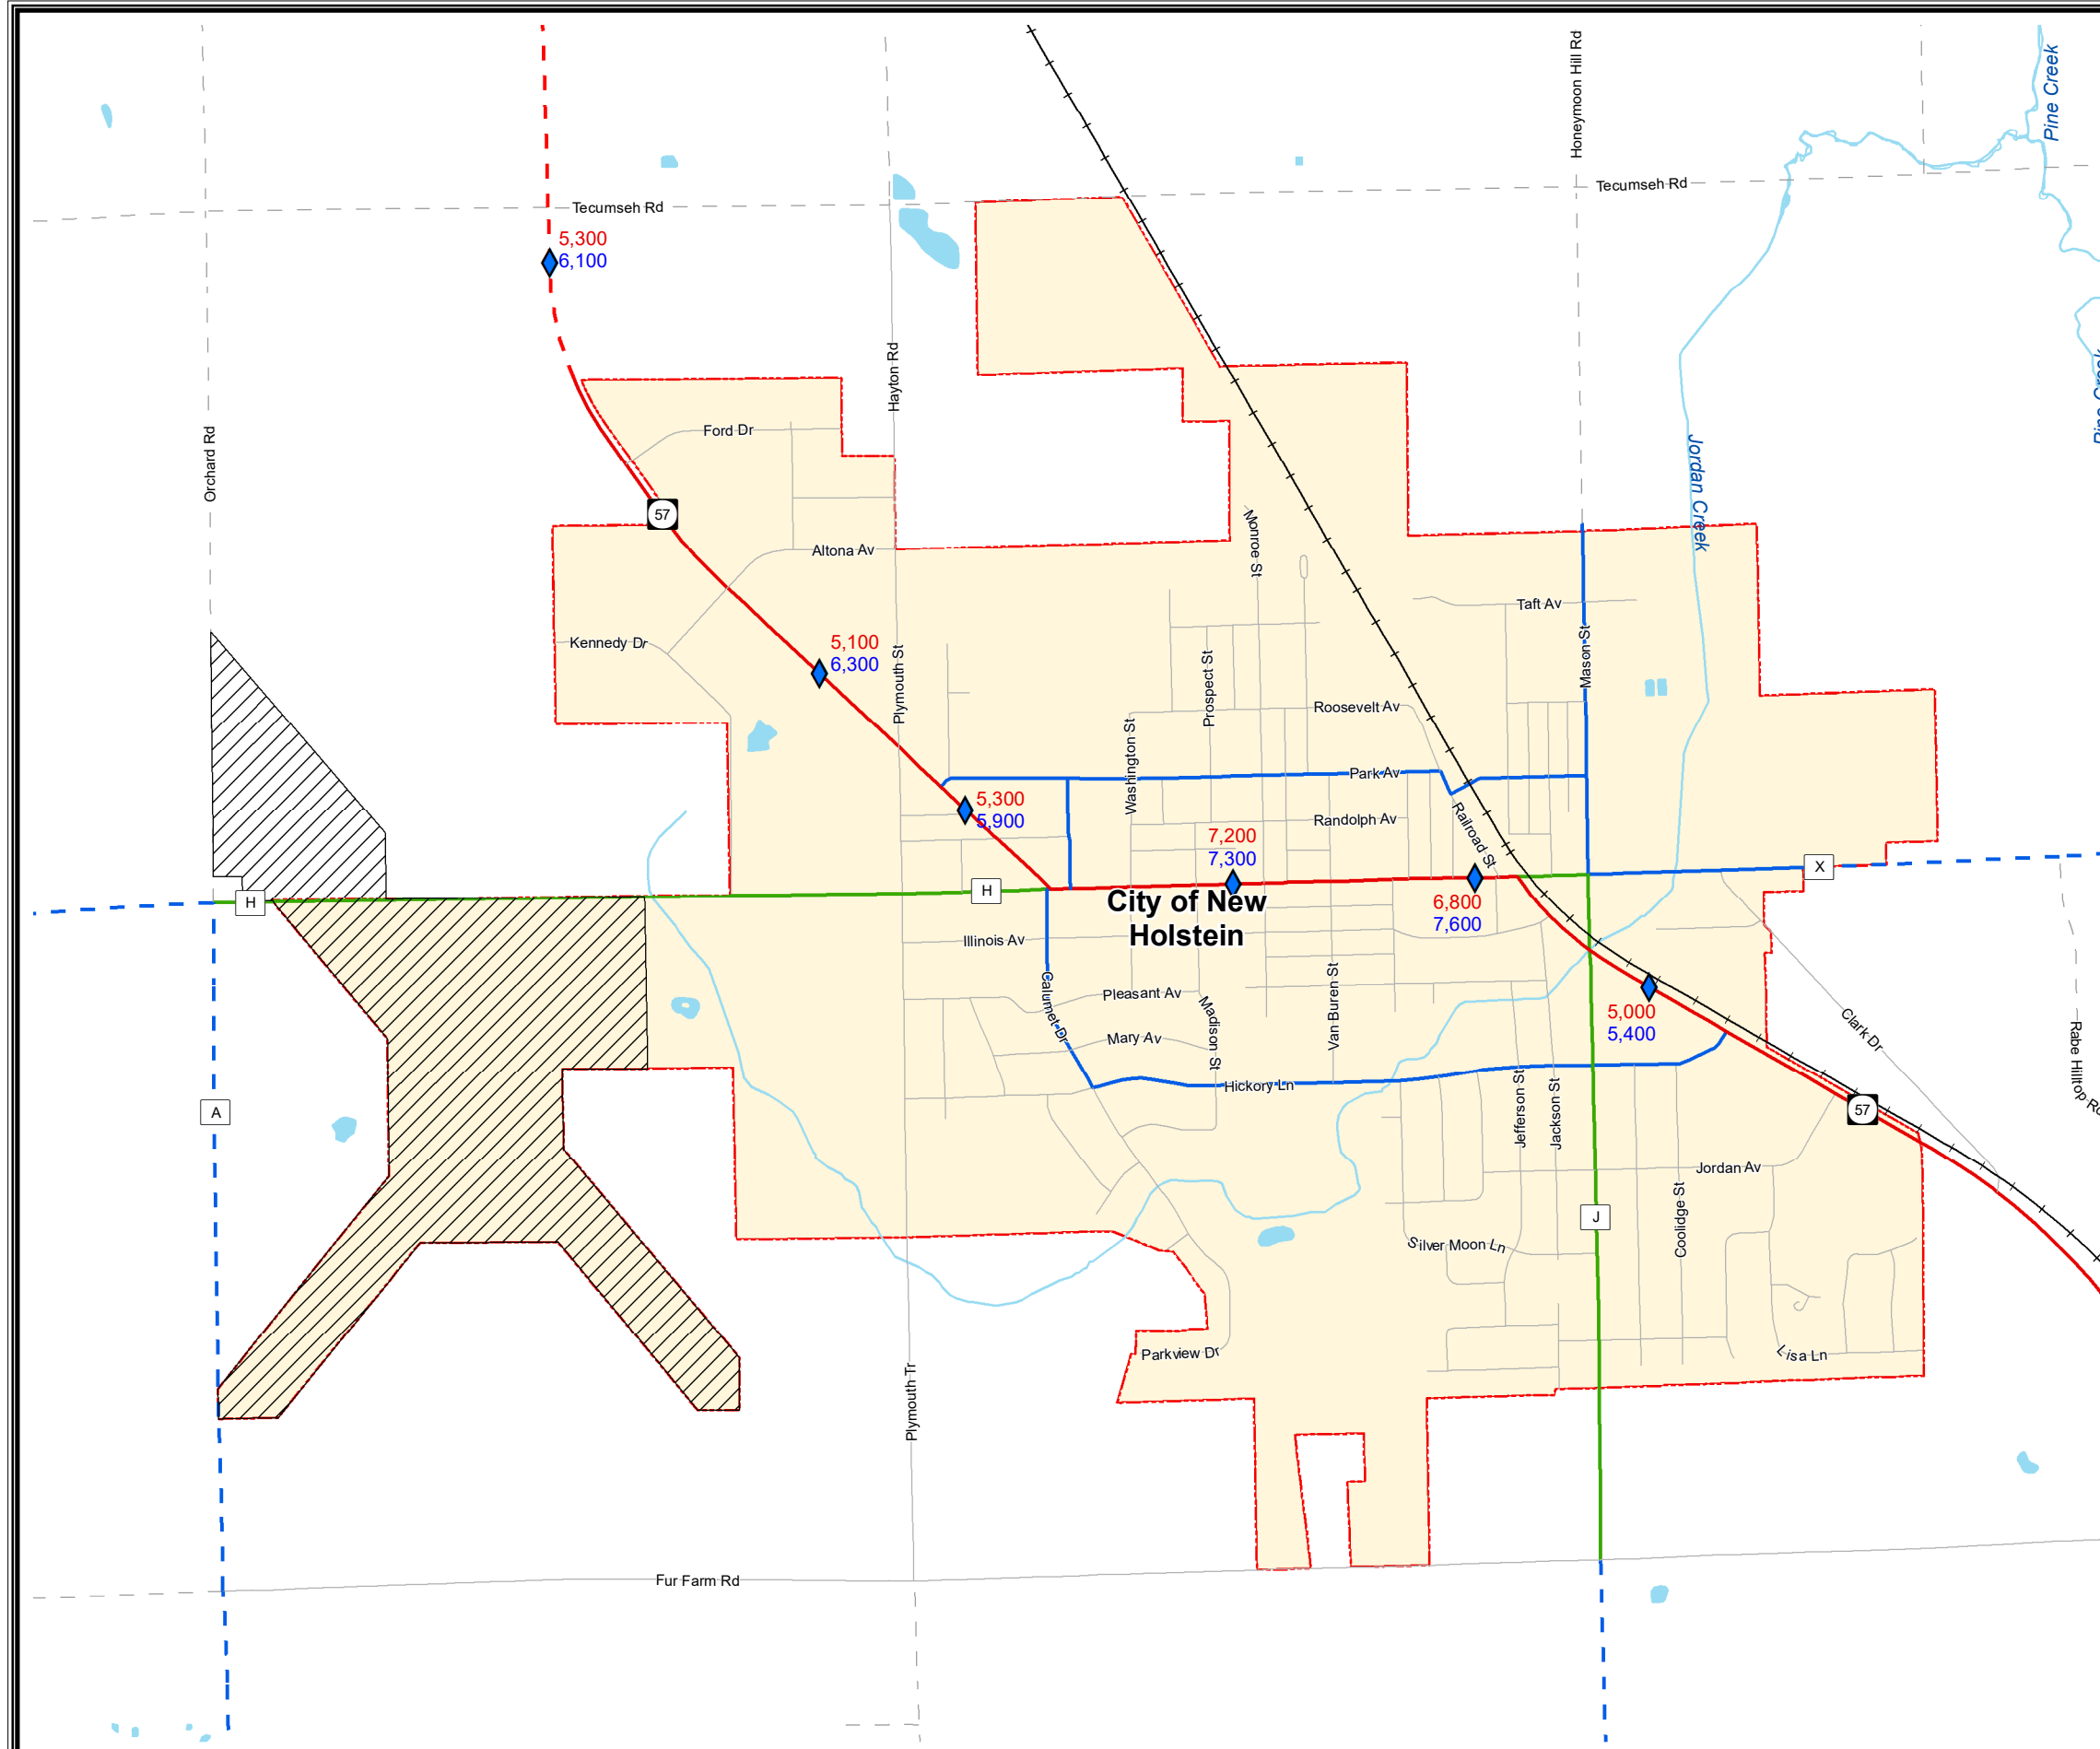 Pine Creek
Honeymoon Hill Rd
Tecumseh Rd
Tecumseh Rd
5,300
6,100
Hayton Rd
Orchard Rd
Ford Dr
Jordan Creek
57
Monroe St
Altona Av
Taft Av
Kennedy Dr
5,100
6,300
Plymouth St
Prospect St
Mason St
Roosevelt Av
Washington St
Park Av
5,300
5,900
Randolph Av
Railroad St
7,200
7,300
X
H
H
City of New
Holstein
6,800
7,600
Illinois Av
Calumet Dr
Pleasant Av
Madison St
Van Buren St
5,000
5,400
Clark Dr
Rabe Hilltop Rd
Mary Av
Hickory Ln
A
57
Jefferson St
Jackson St
Jordan Av
J
Coolidge St
Silver Moon Ln
Parkview Dr
Lisa Ln
Plymouth Tr
Fur Farm Rd